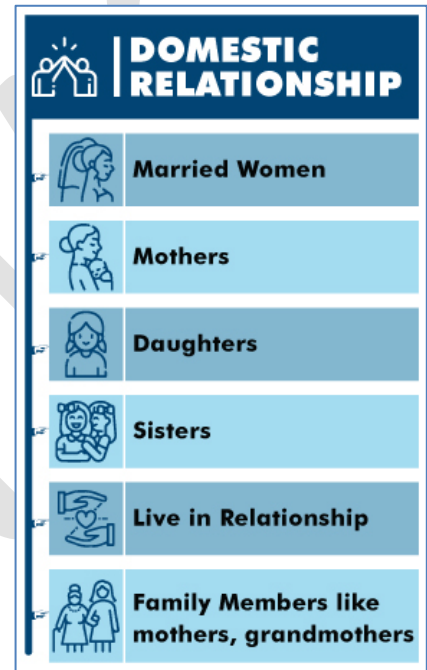 DOMESTIC
RELATIONSHIP
Married Women
Mothers
Daughters
Sisters
Live in Relationship
Family Members like
mothers, grandmothers